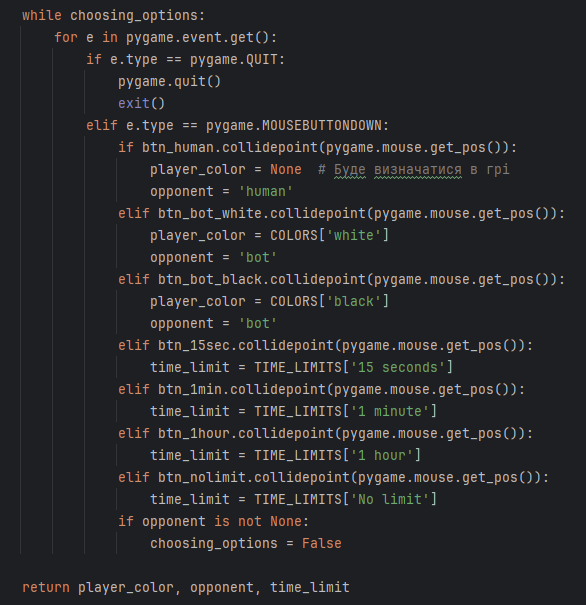 while choosing_options:
    for e in pygame.event.get():
        if e.type == pygame.QUIT:
            pygame.quit()
            exit()
        elif e.type == pygame.MOUSEBUTTONDOWN:
            if btn_human.collidepoint(pygame.mouse.get_pos()):
                player_color = None  # Буде визначатися в грі
                opponent = 'human'
            elif btn_bot_white.collidepoint(pygame.mouse.get_pos()):
                player_color = COLORS['white']
                opponent = 'bot'
            elif btn_bot_black.collidepoint(pygame.mouse.get_pos()):
                player_color = COLORS['black']
                opponent = 'bot'
            elif btn_15sec.collidepoint(pygame.mouse.get_pos()):
                time_limit = TIME_LIMITS['15 seconds']
            elif btn_1min.collidepoint(pygame.mouse.get_pos()):
                time_limit = TIME_LIMITS['1 minute']
            elif btn_1hour.collidepoint(pygame.mouse.get_pos()):
                time_limit = TIME_LIMITS['1 hour']
            elif btn_nolimit.collidepoint(pygame.mouse.get_pos()):
                time_limit = TIME_LIMITS['No limit']
            if opponent is not None:
                choosing_options = False

return player_color, opponent, time_limit